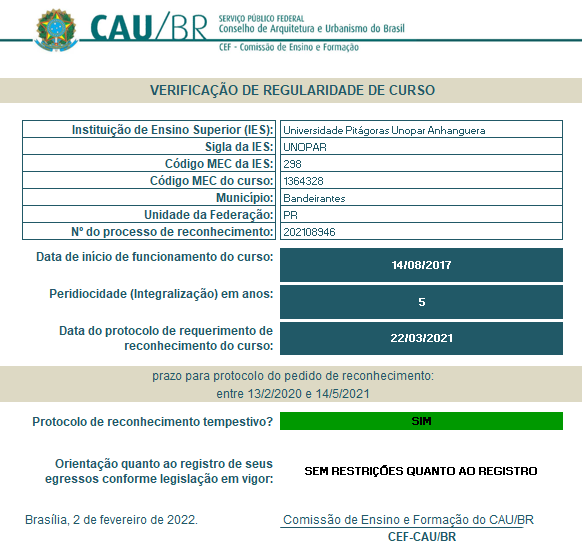 CAU/BR
SERVIÇO PÚBLICO FEDERAL
Conselho de Arquitetura e Urbanismo do Brasil
CEF - Comissão de Ensino e Formação
VERIFICAÇÃO DE REGULARIDADE DE CURSO
Instituição de Ensino Superior (IES): Universidade Pitágoras Unopar Anhanguera
Sigla da IES: UNOPAR
Código MEC da IES: 298
Código MEC do curso: 1364328
Município: Bandeirantes
Unidade da Federação: PR
Nº do processo de reconhecimento: 202108946
Data de início de funcionamento do curso: 14/08/2017
Peridiocidade (Integralização) em anos: 5
Data do protocolo de requerimento de
reconhecimento do curso: 22/03/2021
prazo para protocolo do pedido de reconhecimento:
entre 13/2/2020 e 14/5/2021
Protocolo de reconhecimento tempestivo? SIM
Orientação quanto ao registro de seus
egressos conforme legislação em vigor: SEM RESTRIÇÕES QUANTO AO REGISTRO
Brasília, 2 de fevereiro de 2022. Comissão de Ensino e Formação do CAU/BR
CEF-CAU/BR